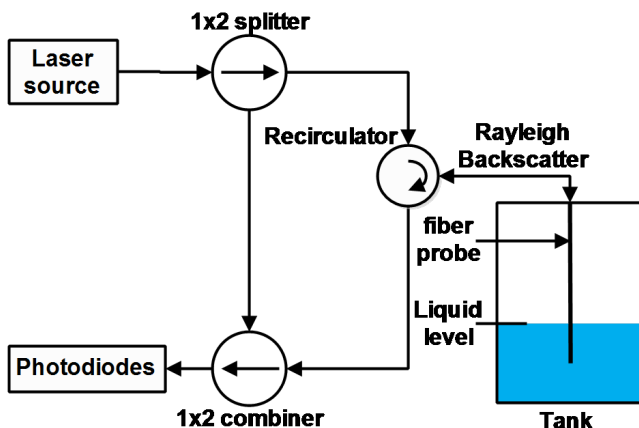 1x2 splitter
Laser
source
Recirculator
Rayleigh
Backscatter
fiber
probe
Liquid
level
Photodiodes
1x2 combiner
Tank